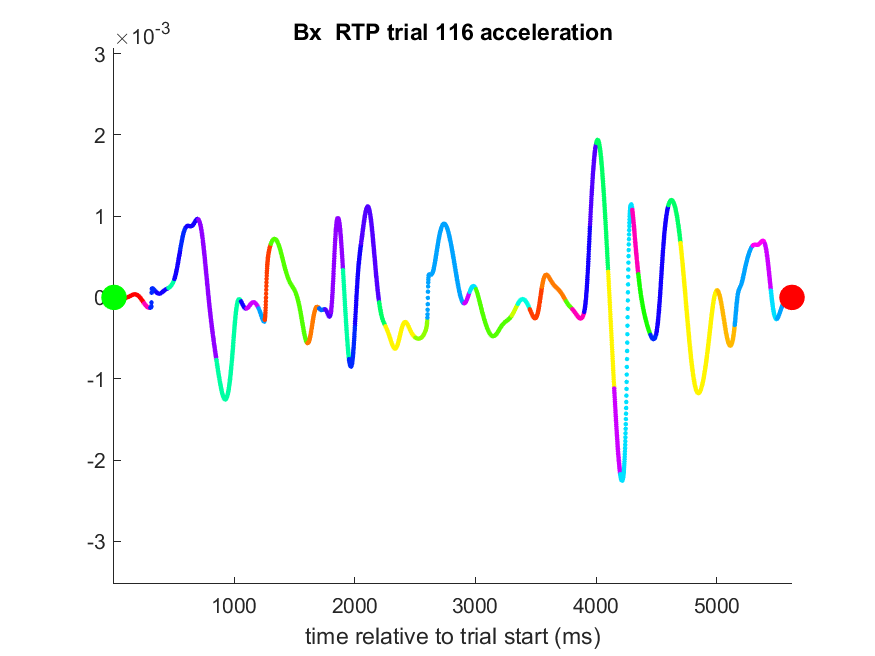 Bx  RTP trial 116 acceleration
×10⁻³
3
2
1
0
-1
-2
-3
1000 2000 3000 4000 5000
time relative to trial start (ms)